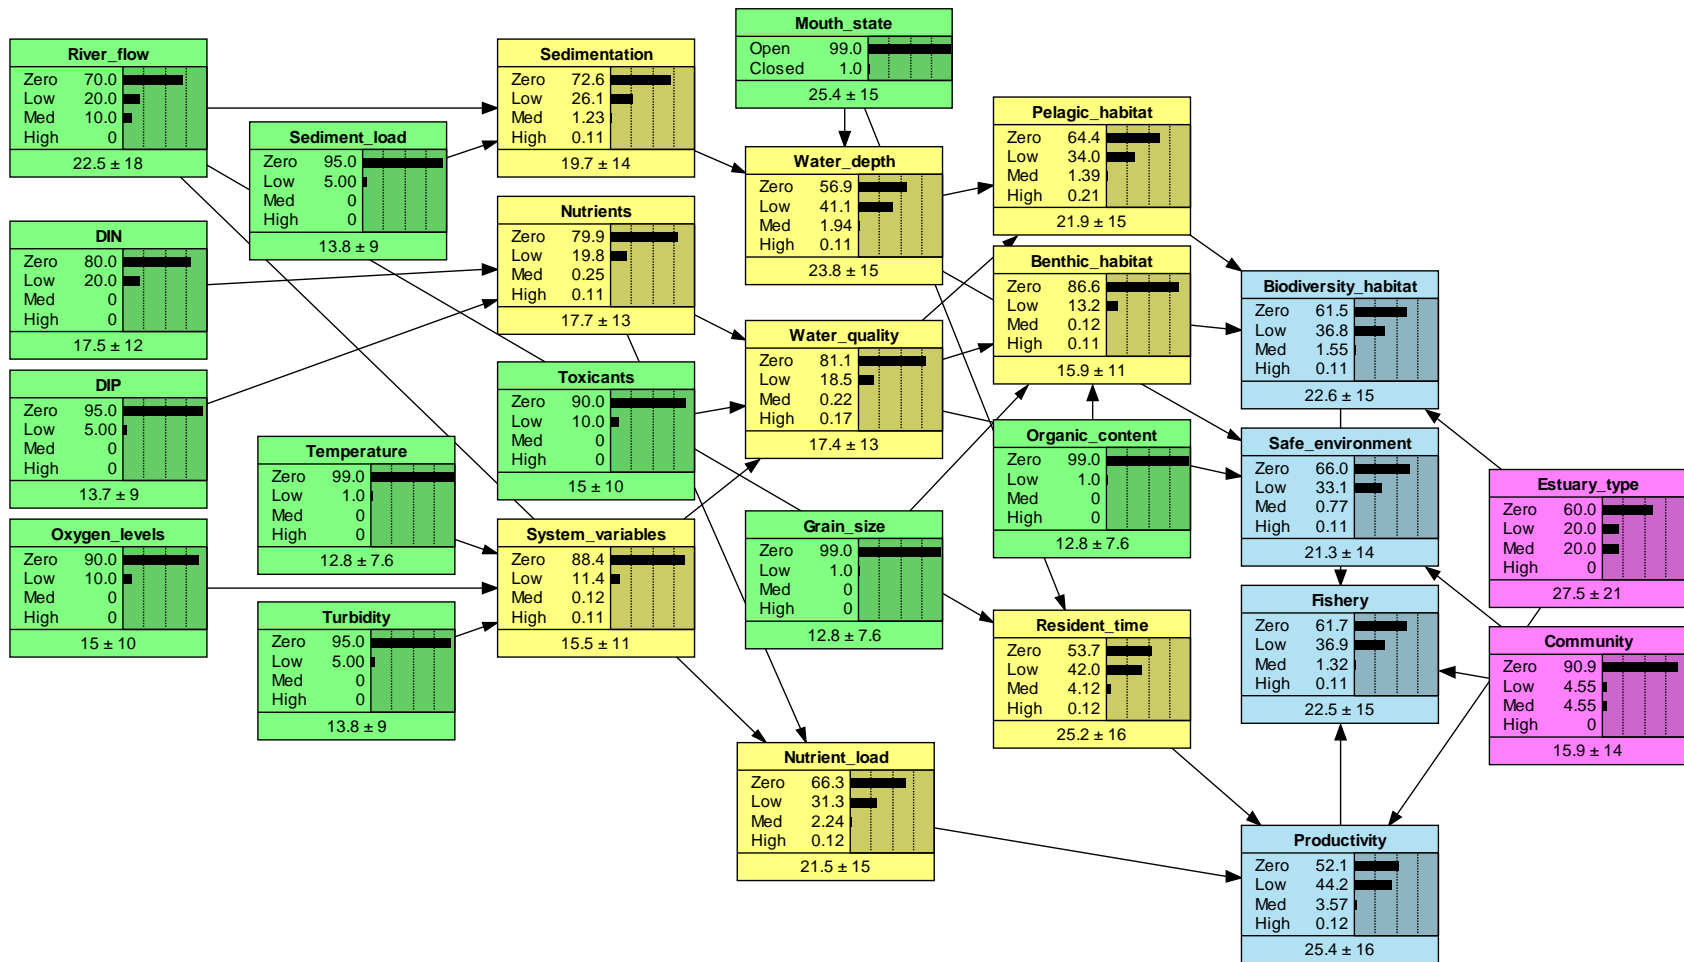 Mouth_state
Open 99.0
Closed 1.0
25.4 ± 15
River_flow
Zero 70.0
Low 20.0
Med 10.0
High 0
22.5 ± 18
Sedimentation
Zero 72.6
Low 26.1
Med 1.23
High 0.11
19.7 ± 14
Pelagic_habitat
Zero 64.4
Low 34.0
Med 1.39
High 0.21
21.9 ± 15
Sediment_load
Zero 95.0
Low 5.00
Med 0
High 0
13.8 ± 9
Water_depth
Zero 56.9
Low 41.1
Med 1.94
High 0.11
23.8 ± 15
Nutrients
Zero 79.9
Low 19.8
Med 0.25
High 0.11
17.7 ± 13
DIN
Zero 80.0
Low 20.0
Med 0
High 0
17.5 ± 12
Benthic_habitat
Zero 86.6
Low 13.2
Med 0.12
High 0.11
15.9 ± 11
Biodiversity_habitat
Zero 61.5
Low 36.8
Med 1.55
High 0.11
22.6 ± 15
Water_quality
Zero 81.1
Low 18.5
Med 0.22
High 0.17
17.4 ± 13
Toxicants
Zero 90.0
Low 10.0
Med 0
High 0
15 ± 10
DIP
Zero 95.0
Low 5.00
Med 0
High 0
13.7 ± 9
Organic_content
Zero 99.0
Low 1.0
Med 0
High 0
12.8 ± 7.6
Safe_environment
Zero 66.0
Low 33.1
Med 0.77
High 0.11
21.3 ± 14
Temperature
Zero 99.0
Low 1.0
Med 0
High 0
12.8 ± 7.6
Estuary_type
Zero 60.0
Low 20.0
Med 20.0
High 0
27.5 ± 21
Oxygen_levels
Zero 90.0
Low 10.0
Med 0
High 0
15 ± 10
System_variables
Zero 88.4
Low 11.4
Med 0.12
High 0.11
15.5 ± 11
Grain_size
Zero 99.0
Low 1.0
Med 0
High 0
12.8 ± 7.6
Fishery
Zero 61.7
Low 36.9
Med 1.32
High 0.11
22.5 ± 15
Turbidity
Zero 95.0
Low 5.00
Med 0
High 0
13.8 ± 9
Resident_time
Zero 53.7
Low 42.0
Med 4.12
High 0.12
25.2 ± 16
Community
Zero 90.9
Low 4.55
Med 4.55
High 0
15.9 ± 14
Nutrient_load
Zero 66.3
Low 31.3
Med 2.24
High 0.12
21.5 ± 15
Productivity
Zero 52.1
Low 44.2
Med 3.57
High 0.12
25.4 ± 16